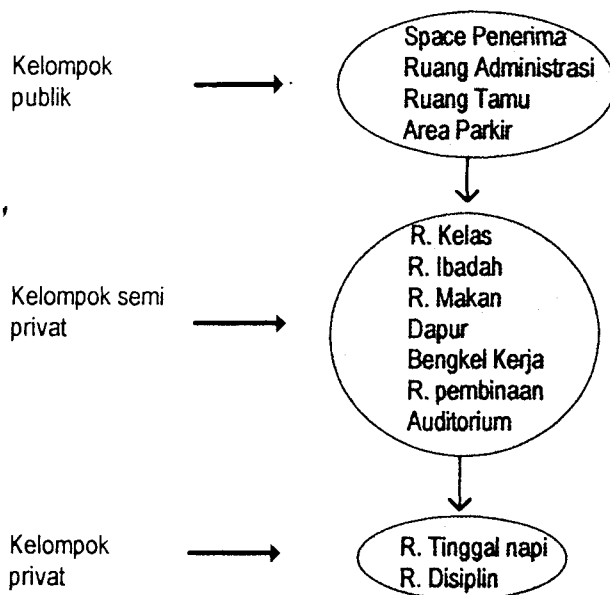 Kelompok
publik
Space Penerima
Ruang Administrasi
Ruang Tamu
Area Parkir
Kelompok semi
privat
R. Kelas
R. Ibadah
R. Makan
Dapur
Bengkel Kerja
R. pembinaan
Auditorium
Kelompok
privat
R. Tinggal napi
R. Disiplin